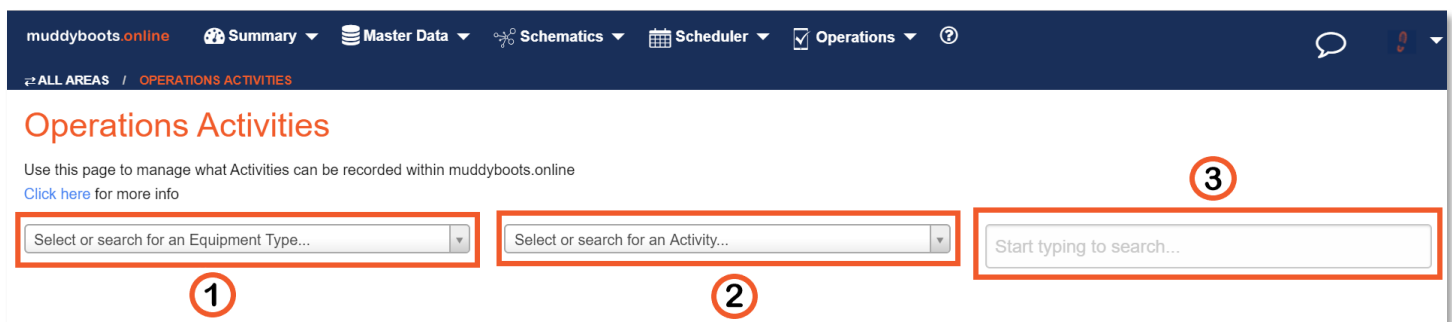 muddyboots.online Summary Master Data Schematics Scheduler Operations
ALL AREAS / OPERATIONS ACTIVITIES
Operations Activities
Use this page to manage what Activities can be recorded within muddyboots.online
Click here for more info
3
Select or search for an Equipment Type... Select or search for an Activity... Start typing to search...
1 2